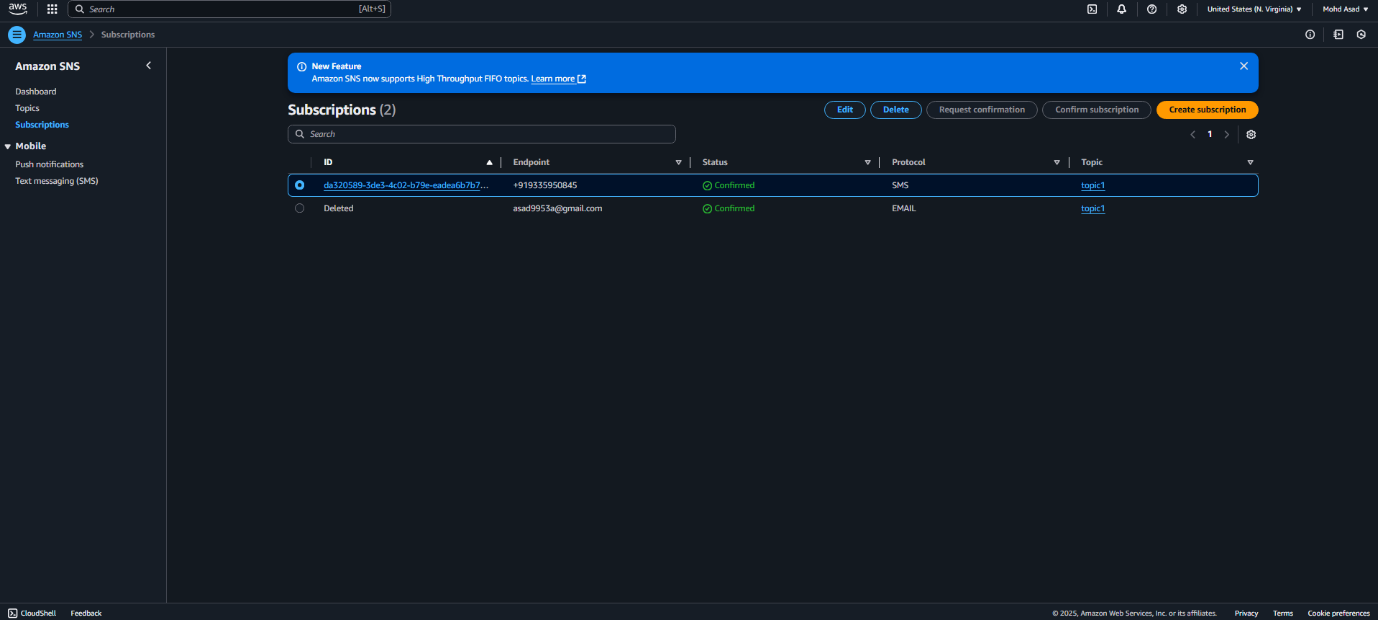 aws Search [Alt+S] United States (N. Virginia) Mohd Asad
Amazon SNS Subscriptions
Amazon SNS
Dashboard
Topics
Subscriptions
Mobile
Push notifications
Text messaging (SMS)
New Feature
Amazon SNS now supports High Throughput FIFO topics. Learn more
Subscriptions (2) Edit Delete Request confirmation Confirm subscription Create subscription
Search 1
ID Endpoint Status Protocol Topic
da320589-3de3-4c02-b79e-eadea6b7b7... +919335950845 Confirmed SMS topic1
Deleted asad9953a@gmail.com Confirmed EMAIL topic1
CloudShell Feedback © 2025, Amazon Web Services, Inc. or its affiliates. Privacy Terms Cookie preferences